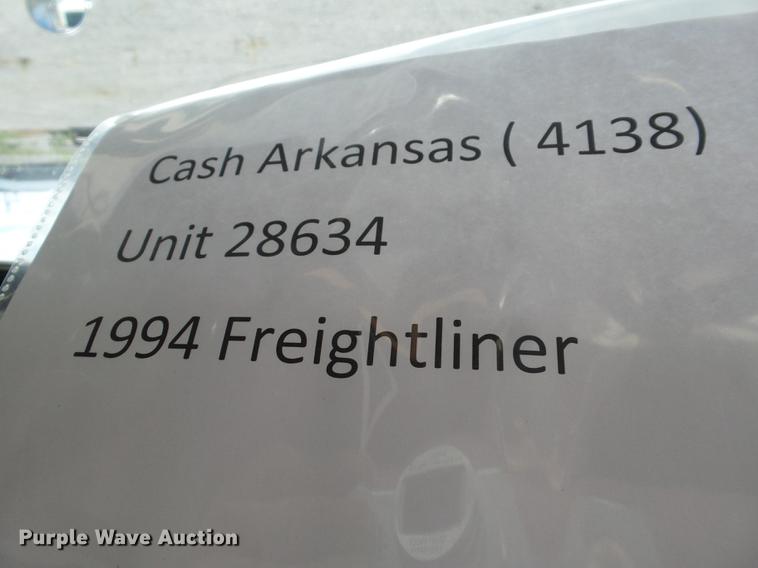 Cash Arkansas ( 4138)
Unit 28634
1994 Freightliner
Purple Wave Auction